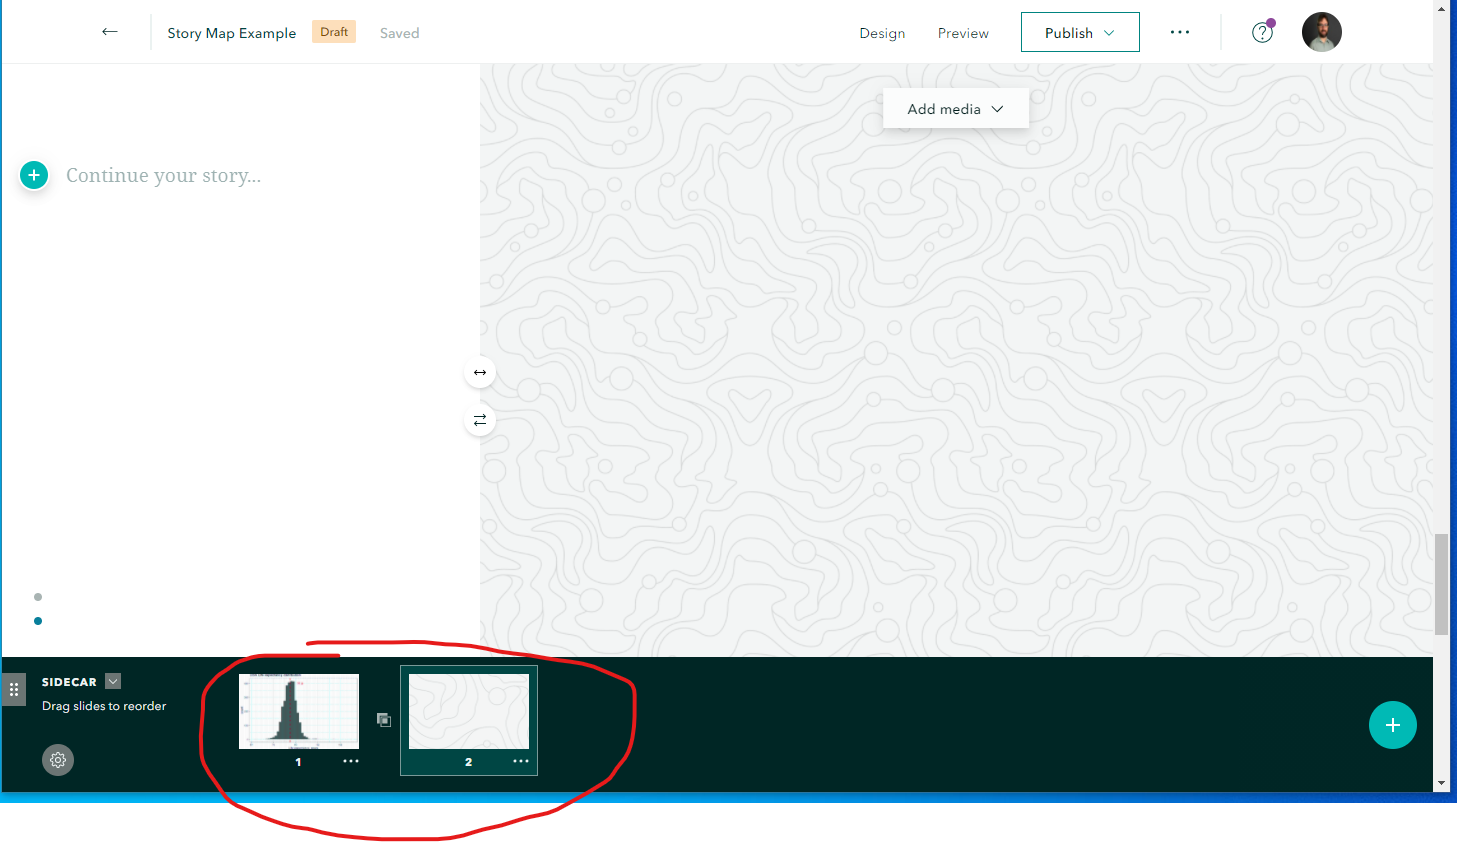 Story Map Example Draft Saved Design Preview Publish
Add media
Continue your story...
SIDECAR
Drag slides to reorder
1 2